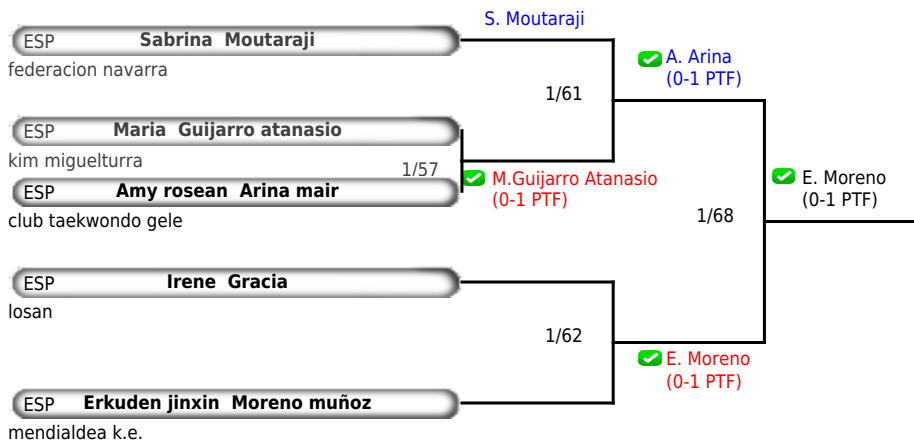 S. Moutaraji
ESP Sabrina Moutaraji
federacion navarra
A. Arina
(0-1 PTF)
1/61
ESP Maria Guijarro atanasio
kim miguelturra
1/57
M.Guijarro Atanasio
(0-1 PTF)
ESP Amy rosean Arina mair
club taekwondo gele
E. Moreno
(0-1 PTF)
1/68
ESP Irene Gracia
losan
1/62
E. Moreno
(0-1 PTF)
ESP Erkuden jinxin Moreno muñoz
mendialdea k.e.